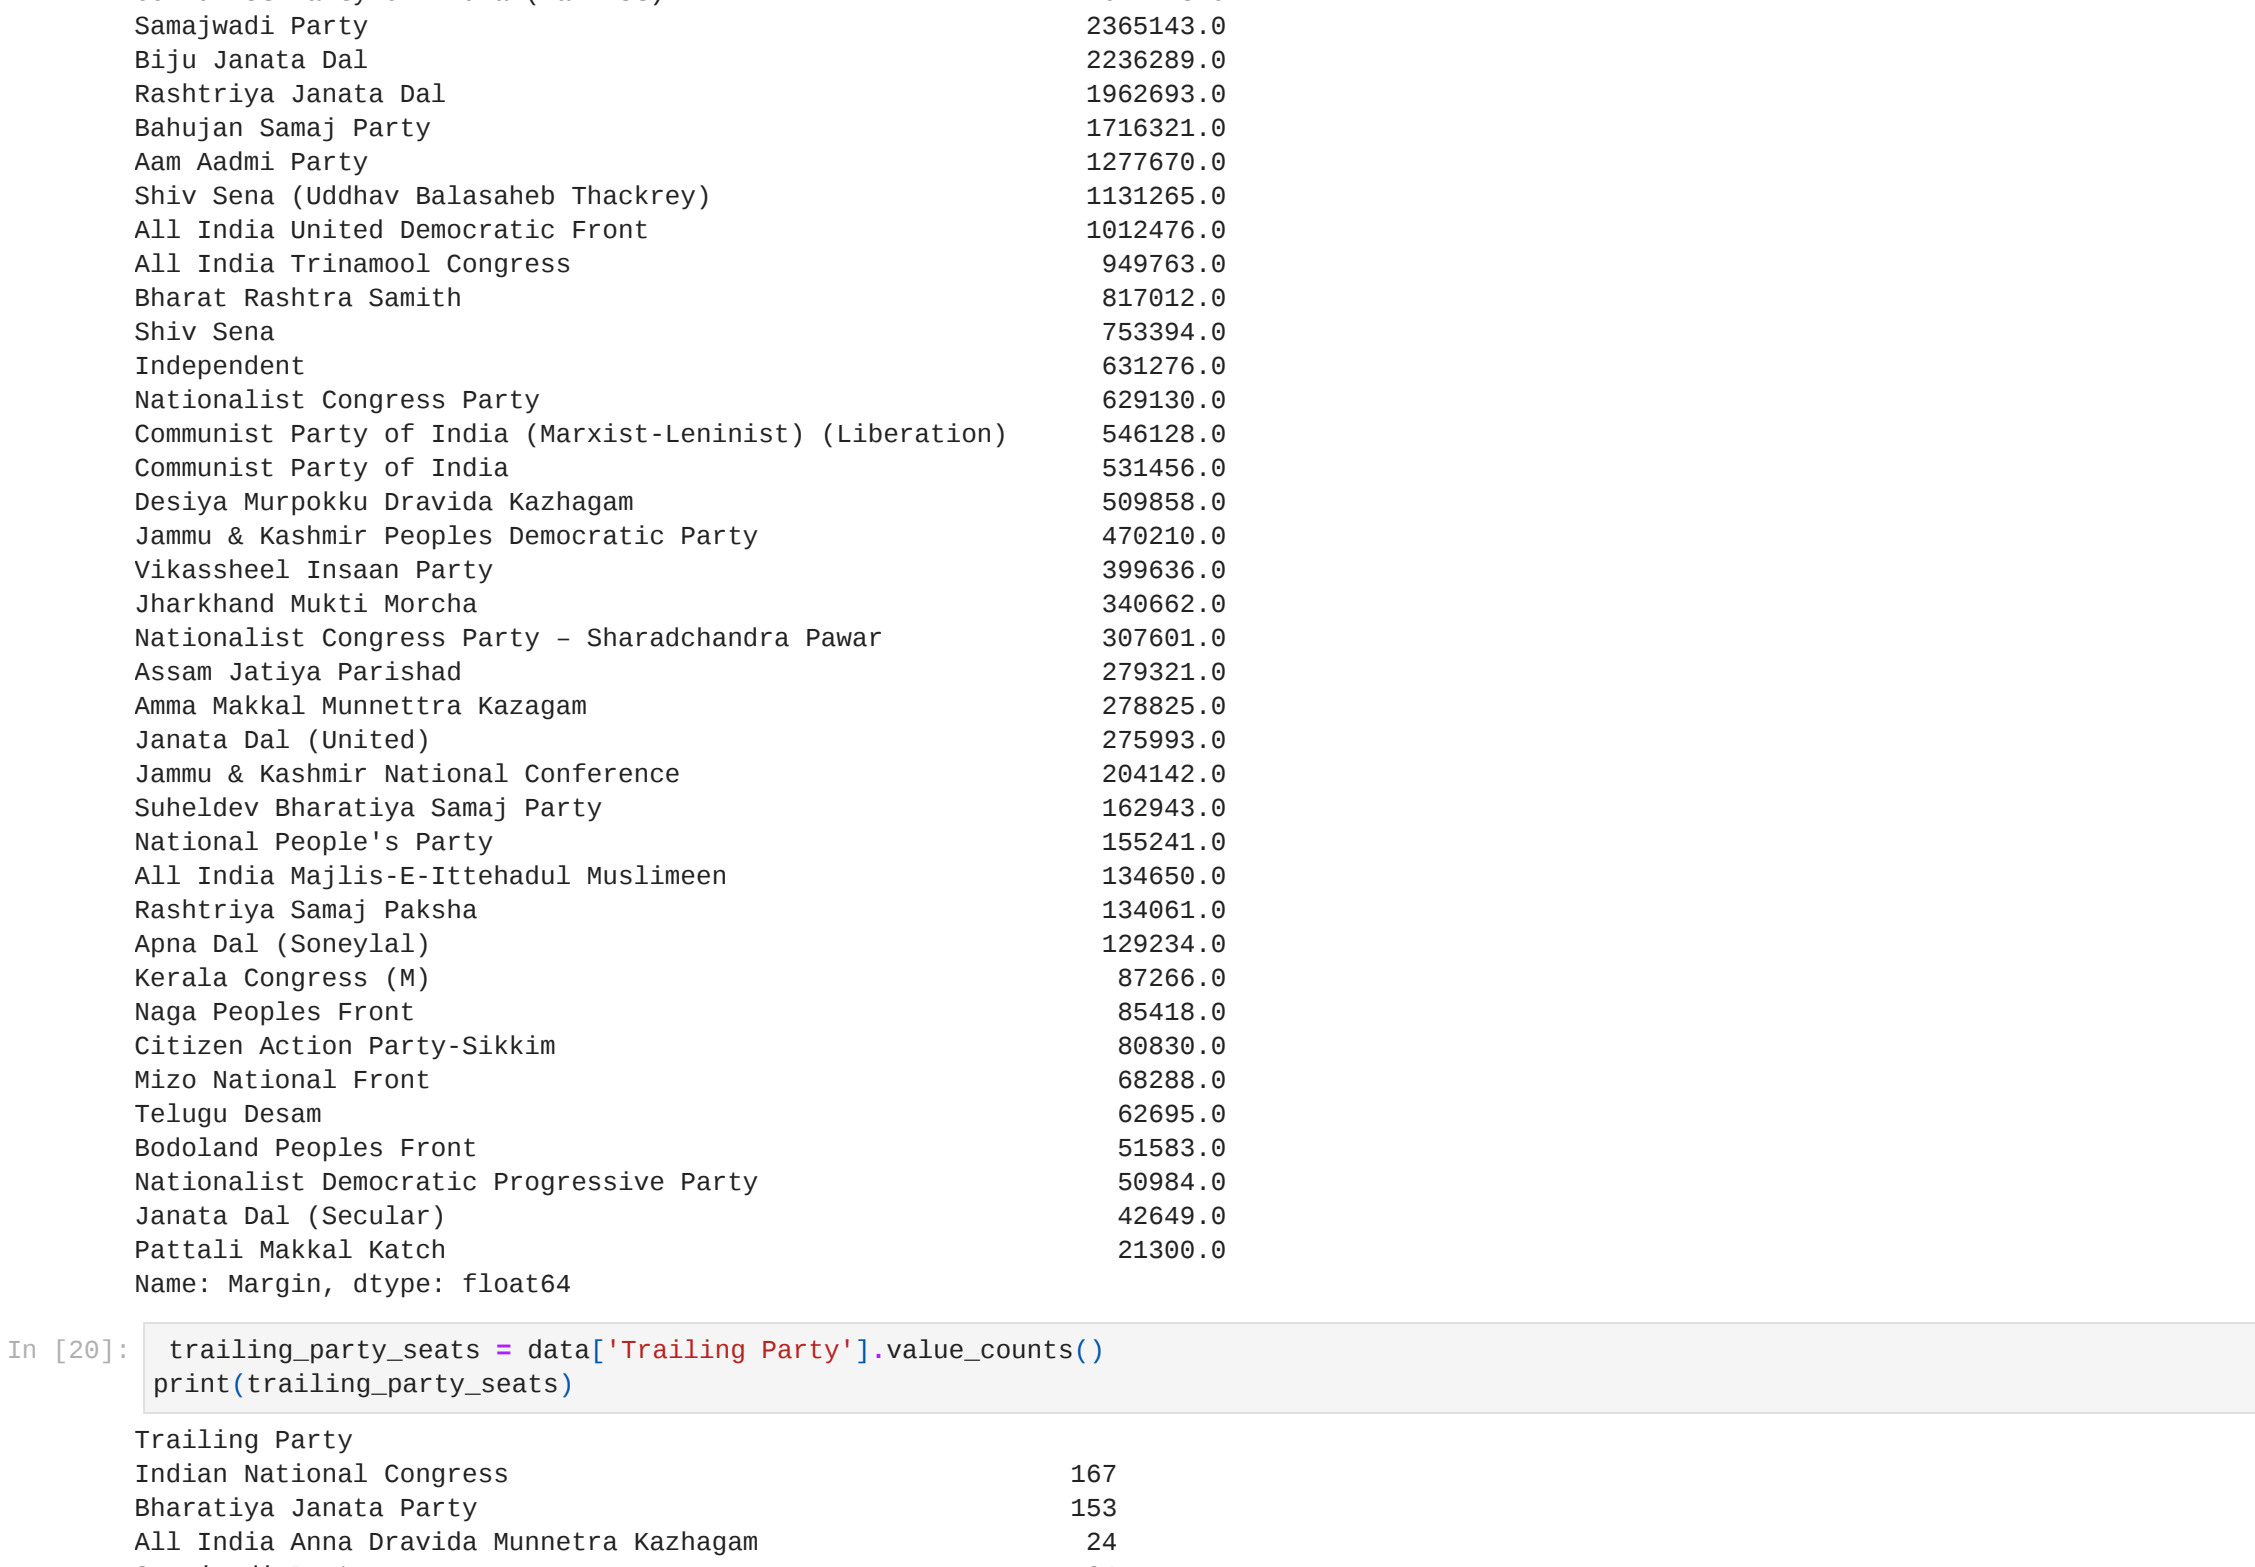 Samajwadi Party 2365143.0
Biju Janata Dal 2236289.0
Rashtriya Janata Dal 1962693.0
Bahujan Samaj Party 1716321.0
Aam Aadmi Party 1277670.0
Shiv Sena (Uddhav Balasaheb Thackrey) 1131265.0
All India United Democratic Front 1012476.0
All India Trinamool Congress 949763.0
Bharat Rashtra Samith 817012.0
Shiv Sena 753394.0
Independent 631276.0
Nationalist Congress Party 629130.0
Communist Party of India (Marxist-Leninist) (Liberation) 546128.0
Communist Party of India 531456.0
Desiya Murpokku Dravida Kazhagam 509858.0
Jammu & Kashmir Peoples Democratic Party 470210.0
Vikassheel Insaan Party 399636.0
Jharkhand Mukti Morcha 340662.0
Nationalist Congress Party – Sharadchandra Pawar 307601.0
Assam Jatiya Parishad 279321.0
Amma Makkal Munnettra Kazagam 278825.0
Janata Dal (United) 275993.0
Jammu & Kashmir National Conference 204142.0
Suheldev Bharatiya Samaj Party 162943.0
National People's Party 155241.0
All India Majlis-E-Ittehadul Muslimeen 134650.0
Rashtriya Samaj Paksha 134061.0
Apna Dal (Soneylal) 129234.0
Kerala Congress (M) 87266.0
Naga Peoples Front 85418.0
Citizen Action Party-Sikkim 80830.0
Mizo National Front 68288.0
Telugu Desam 62695.0
Bodoland Peoples Front 51583.0
Nationalist Democratic Progressive Party 50984.0
Janata Dal (Secular) 42649.0
Pattali Makkal Katch 21300.0
Name: Margin, dtype: float64
In [20]: trailing_party_seats = data['Trailing Party'].value_counts()
print(trailing_party_seats)
Trailing Party
Indian National Congress 167
Bharatiya Janata Party 153
All India Anna Dravida Munnetra Kazhagam 24